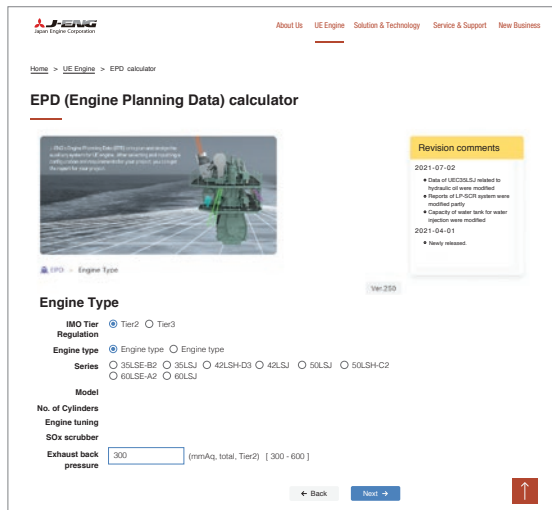 J-ENG
Japan Engine Corporation
About Us UE Engine Solution & Technology Service & Support New Business
Home > UE Engine > EPD calculator
EPD (Engine Planning Data) calculator
Revision comments
2021-07-02
Data of UEC35LSJ related to
hydraulic oil were modified
Reports of LP-SCR system were
modified partly
Capacity of water tank for water
injection were modified
2021-04-01
Newly released.
EPD > Engine Type
Ver.250
Engine Type
IMO Tier Regulation Tier2 Tier3
Engine type Engine type Engine type
Series 35LSE-B2 35LSJ 42LSH-D3 42LSJ 50LSJ 50LSH-C2
60LSE-A2 60LSJ
Model
No. of Cylinders
Engine tuning
SOx scrubber
Exhaust back pressure 300 (mmAq, total, Tier2) [ 300 - 600 ]
← Back Next →